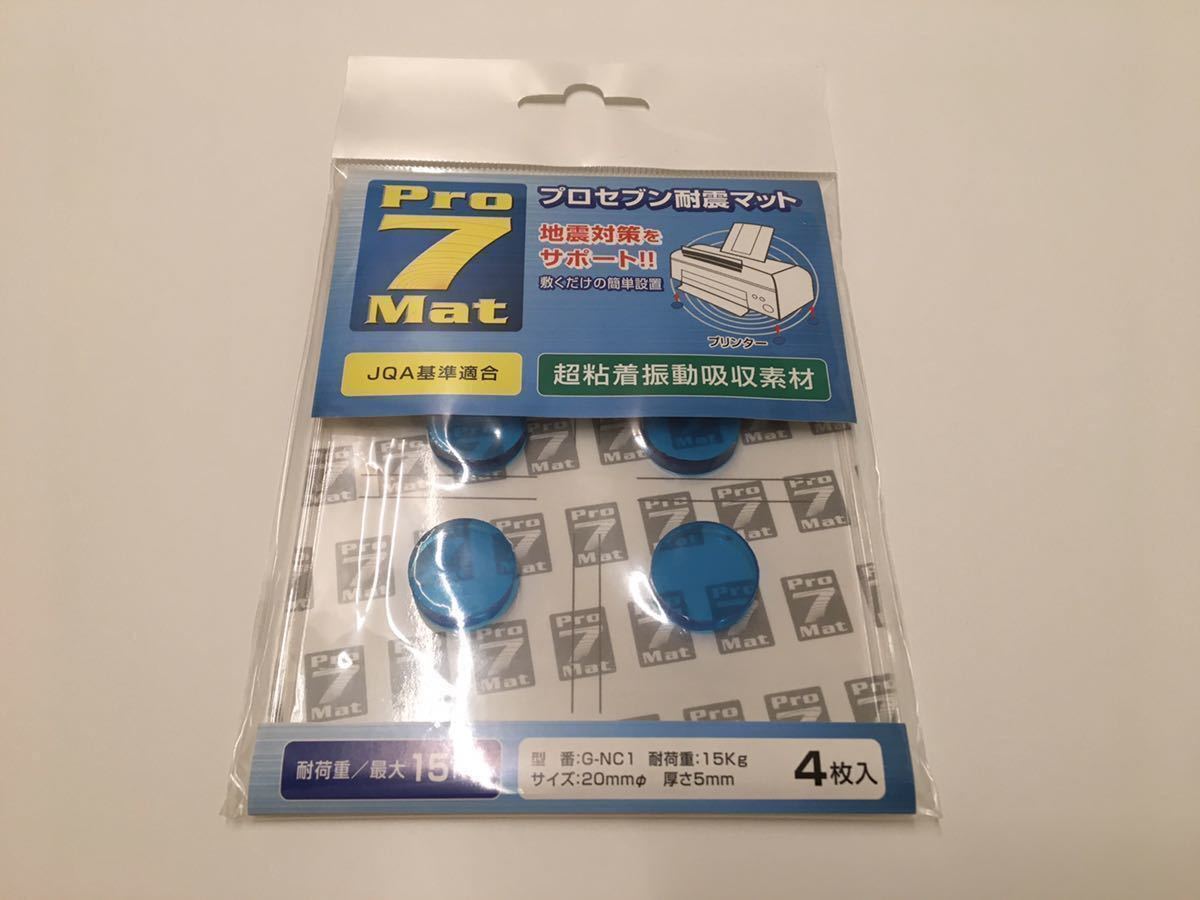 Pro
7
Mat
プロセブン耐震マット
地震対策を
サポート!!
敷くだけの簡単設置
プリンター
JQA基準適合
超粘着振動吸収素材
耐荷重/最大 15
型 番:G-NC1 耐荷重:15Kg
サイズ:20mmφ 厚さ5mm
4枚入